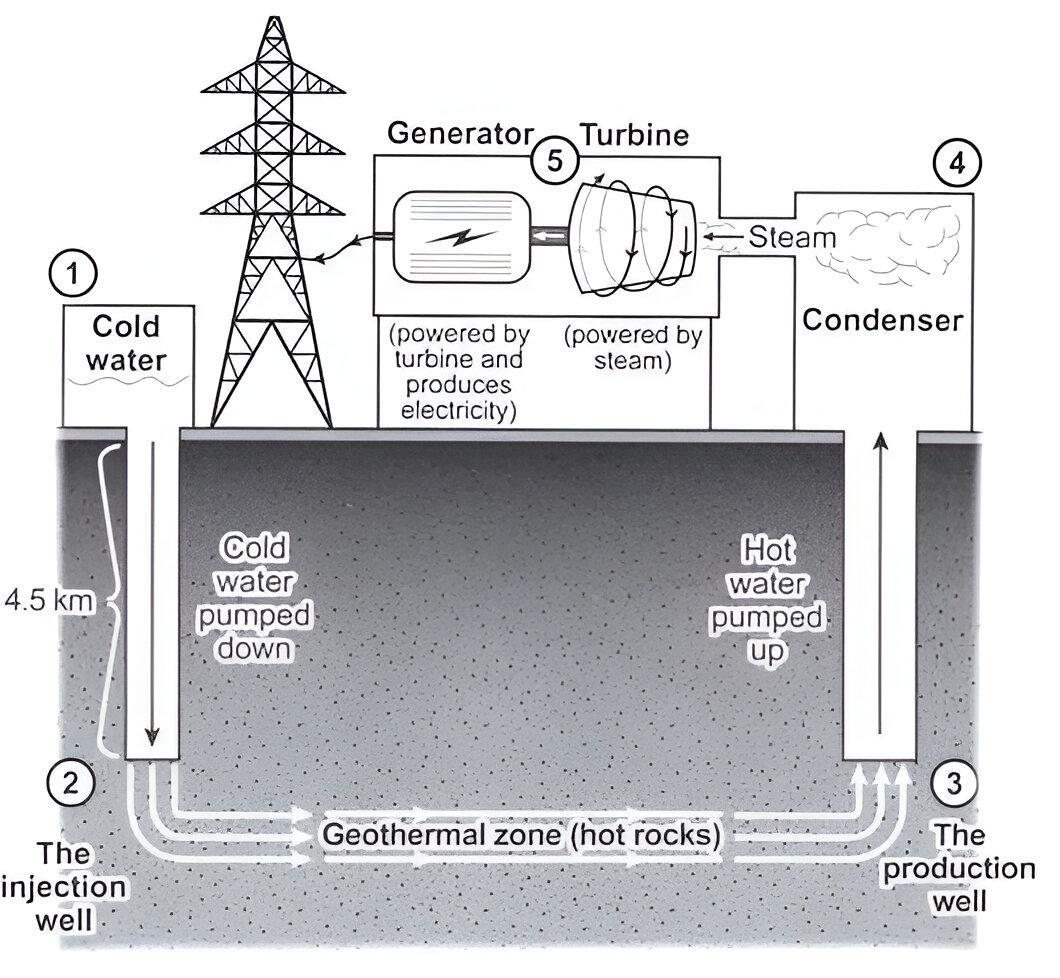 Generator
Turbine
5
4
1
Cold
water
Steam
Condenser
(powered by
turbine and
produces
electricity)
(powered by
steam)
4.5 km
Cold
water
pumped
down
Hot
water
pumped
up
2
The
injection
well
Geothermal zone (hot rocks)
3
The
production
well